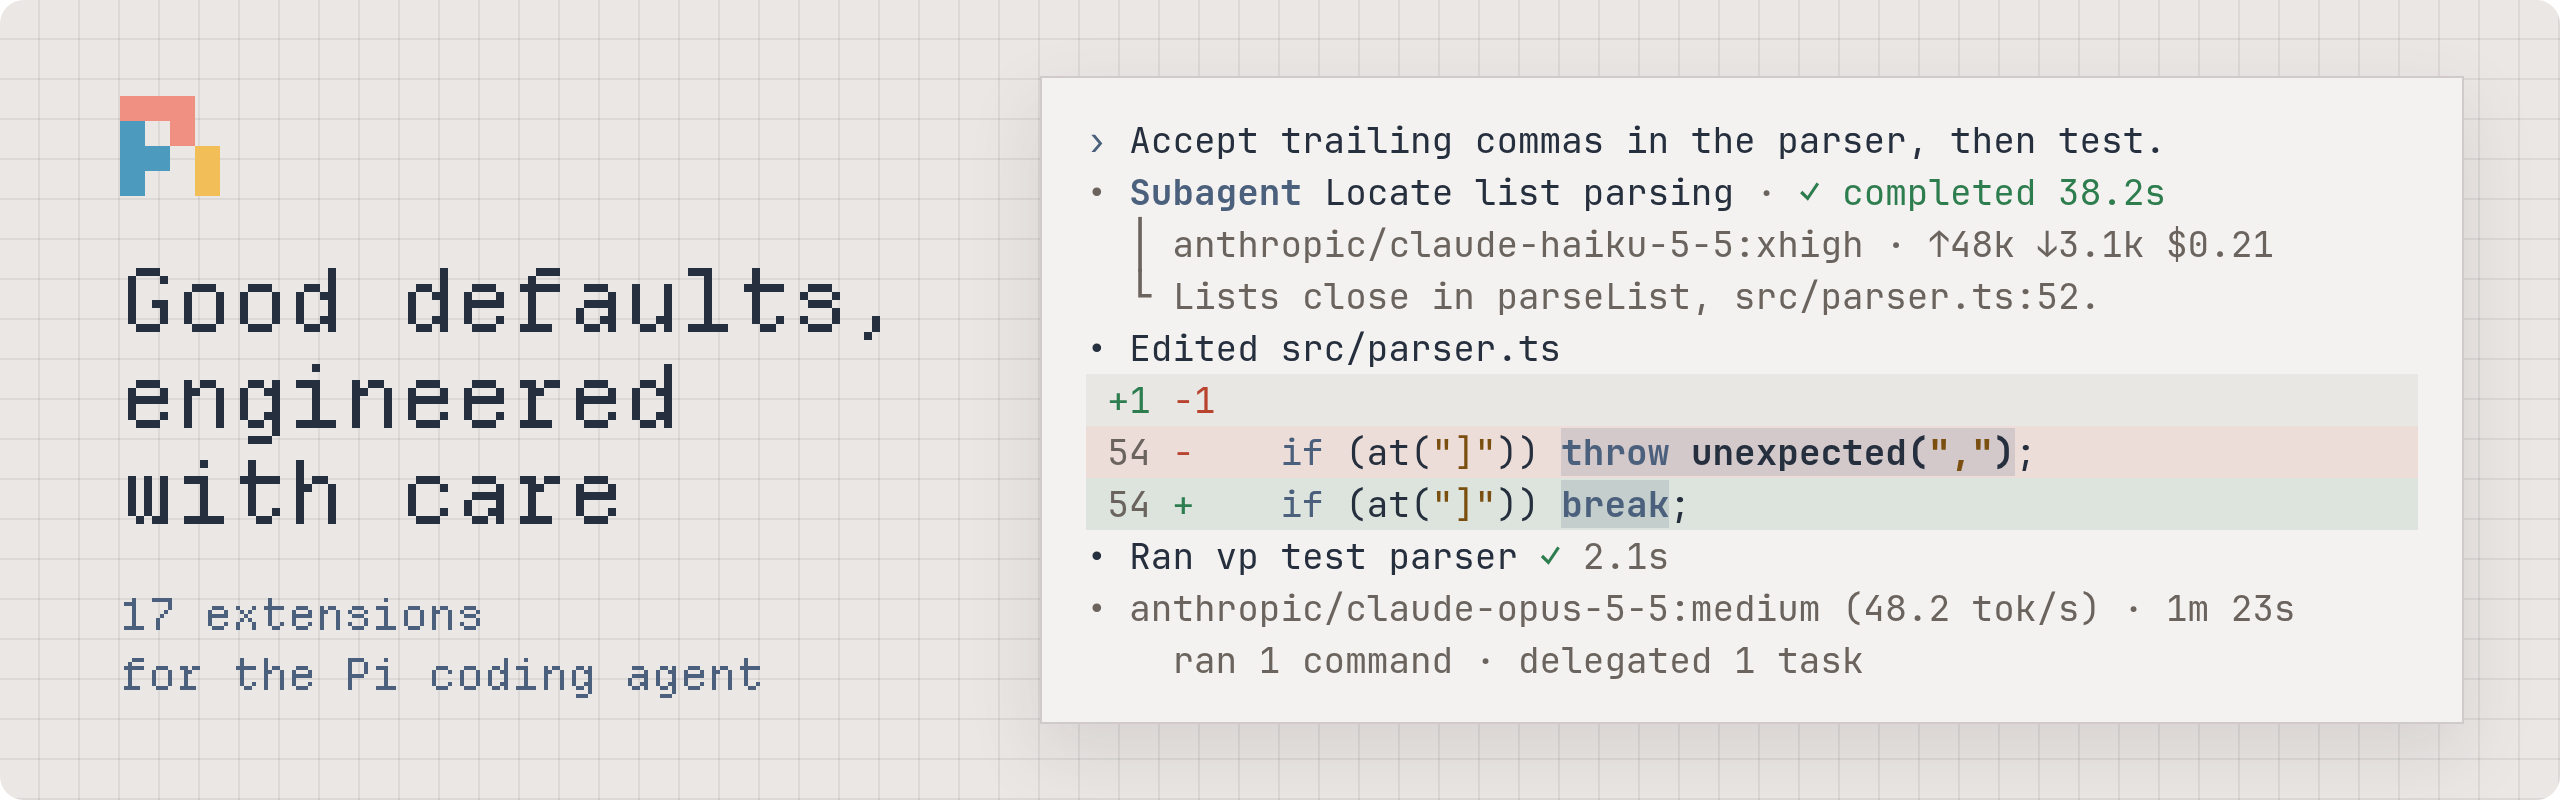 Pi
Good defaults,
engineered
with care
17 extensions
for the Pi coding agent
› Accept trailing commas in the parser, then test.
• Subagent Locate list parsing · ✓ completed 38.2s
│ anthropic/claude-haiku-5-5:xhigh · ↑48k ↓3.1k $0.21
└ Lists close in parseList, src/parser.ts:52.
• Edited src/parser.ts
+1 -1
54 -    if (at("]")) throw unexpected(",");
54 +    if (at("]")) break;
• Ran vp test parser ✓ 2.1s
• anthropic/claude-opus-5-5:medium (48.2 tok/s) · 1m 23s
ran 1 command · delegated 1 task